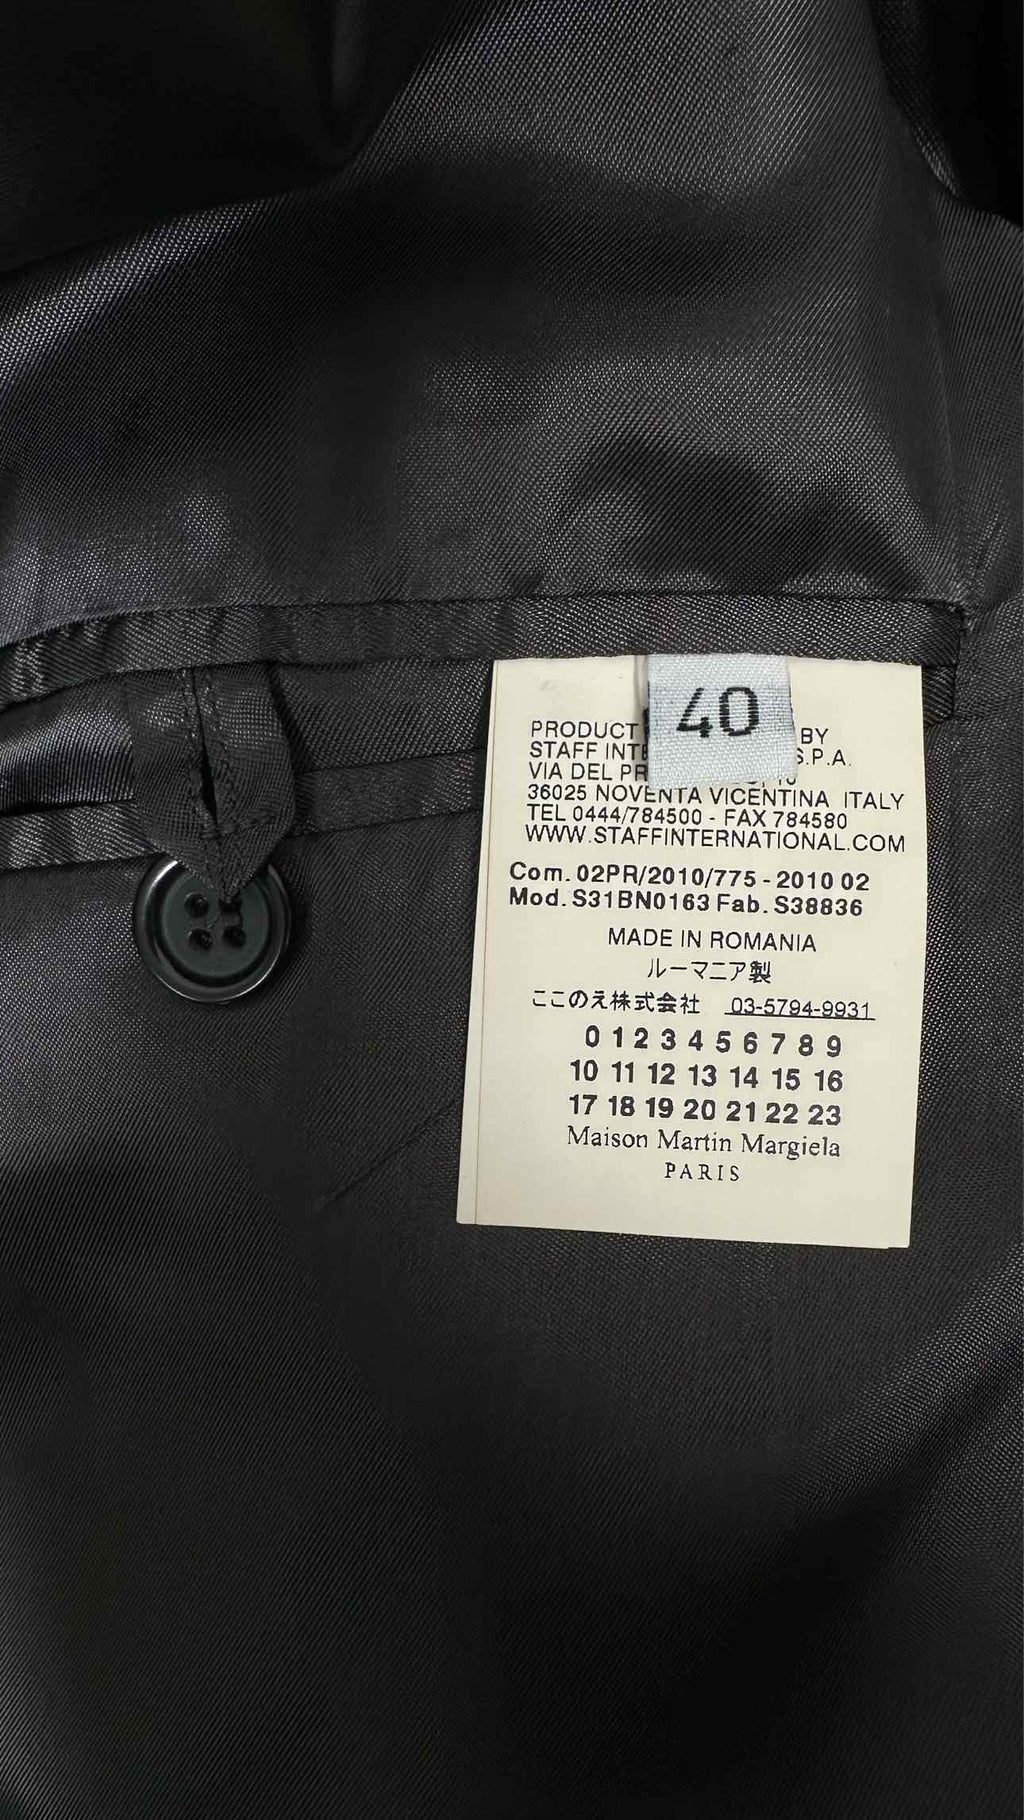 40
PRODUCT BY
STAFF S.P.A.
VIA DEL
36025 NOVENTA VICENTINA ITALY
TEL 0444/784500 - FAX 784580
WWW.STAFFINTERNATIONAL.COM
Com. 02PR/2010/775 - 2010 02
Mod. S31BN0163 Fab. S38836
MADE IN ROMANIA
ルーマニア製
ここのえ株式会社 03-5794-9931
0 1 2 3 4 5 6 7 8 9
10 11 12 13 14 15 16
17 18 19 20 21 22 23
Maison Martin Margiela
PARIS